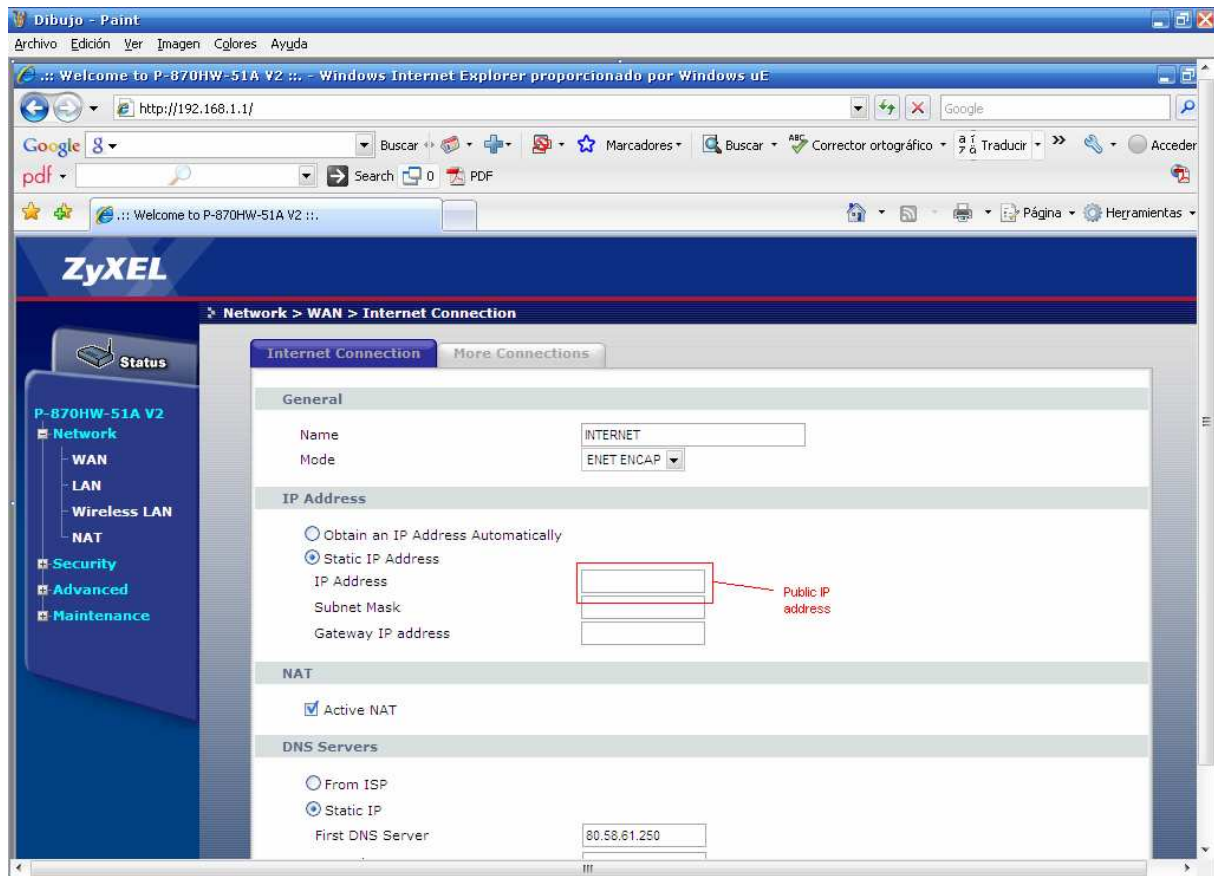 Dibujo - Paint
Archivo Edición Ver Imagen Colores Ayuda
.:: Welcome to P-870HW-51A V2 ::. - Windows Internet Explorer proporcionado por Windows uE
http://192.168.1.1/
Google
Google Buscar Marcadores Buscar ABC Corrector ortográfico Traducir Acceder
pdf Search 0 PDF
.:: Welcome to P-870HW-51A V2 ::. Página Herramientas
ZyXEL
Network > WAN > Internet Connection
Status
Internet Connection More Connections
P-870HW-51A V2
Network
WAN
LAN
Wireless LAN
NAT
Security
Advanced
Maintenance
General
Name INTERNET
Mode ENET ENCAP
IP Address
Obtain an IP Address Automatically
Static IP Address
IP Address
Public IP
address
Subnet Mask
Gateway IP address
NAT
Active NAT
DNS Servers
From ISP
Static IP
First DNS Server 80.58.61.250